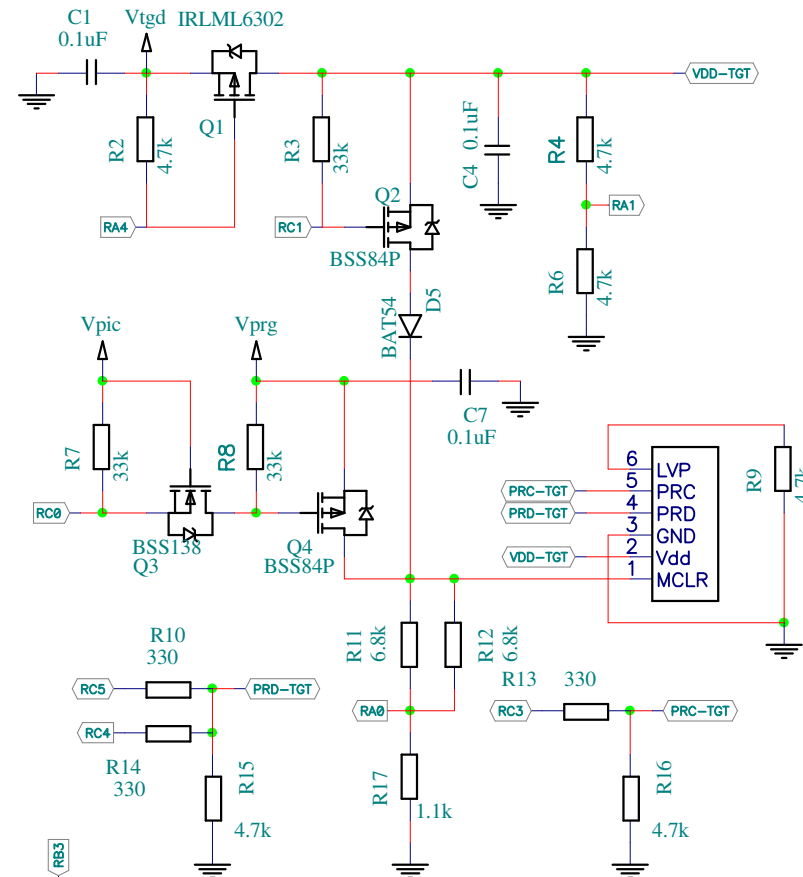 C1
0.1uF
Vtgd
IRLML6302
VDD-TGT
R2
4.7k
Q1
R3
33k
C4
0.1uF
R4
4.7k
RA4
RC1
Q2
BSS84P
RA1
R6
4.7k
BAT54
D5
Vpic
Vprg
C7
0.1uF
R7
33k
R8
33k
RC0
BSS138
Q3
Q4
BSS84P
6 LVP
5 PRC
4 PRD
3 GND
2 Vdd
1 MCLR
PRC-TGT
PRD-TGT
VDD-TGT
R9
4.7k
R11
6.8k
R12
6.8k
R10
330
RC5
PRD-TGT
RC4
R14
330
R15
4.7k
RA0
R17
1.1k
R13
330
RC3
PRC-TGT
R16
4.7k
RB3